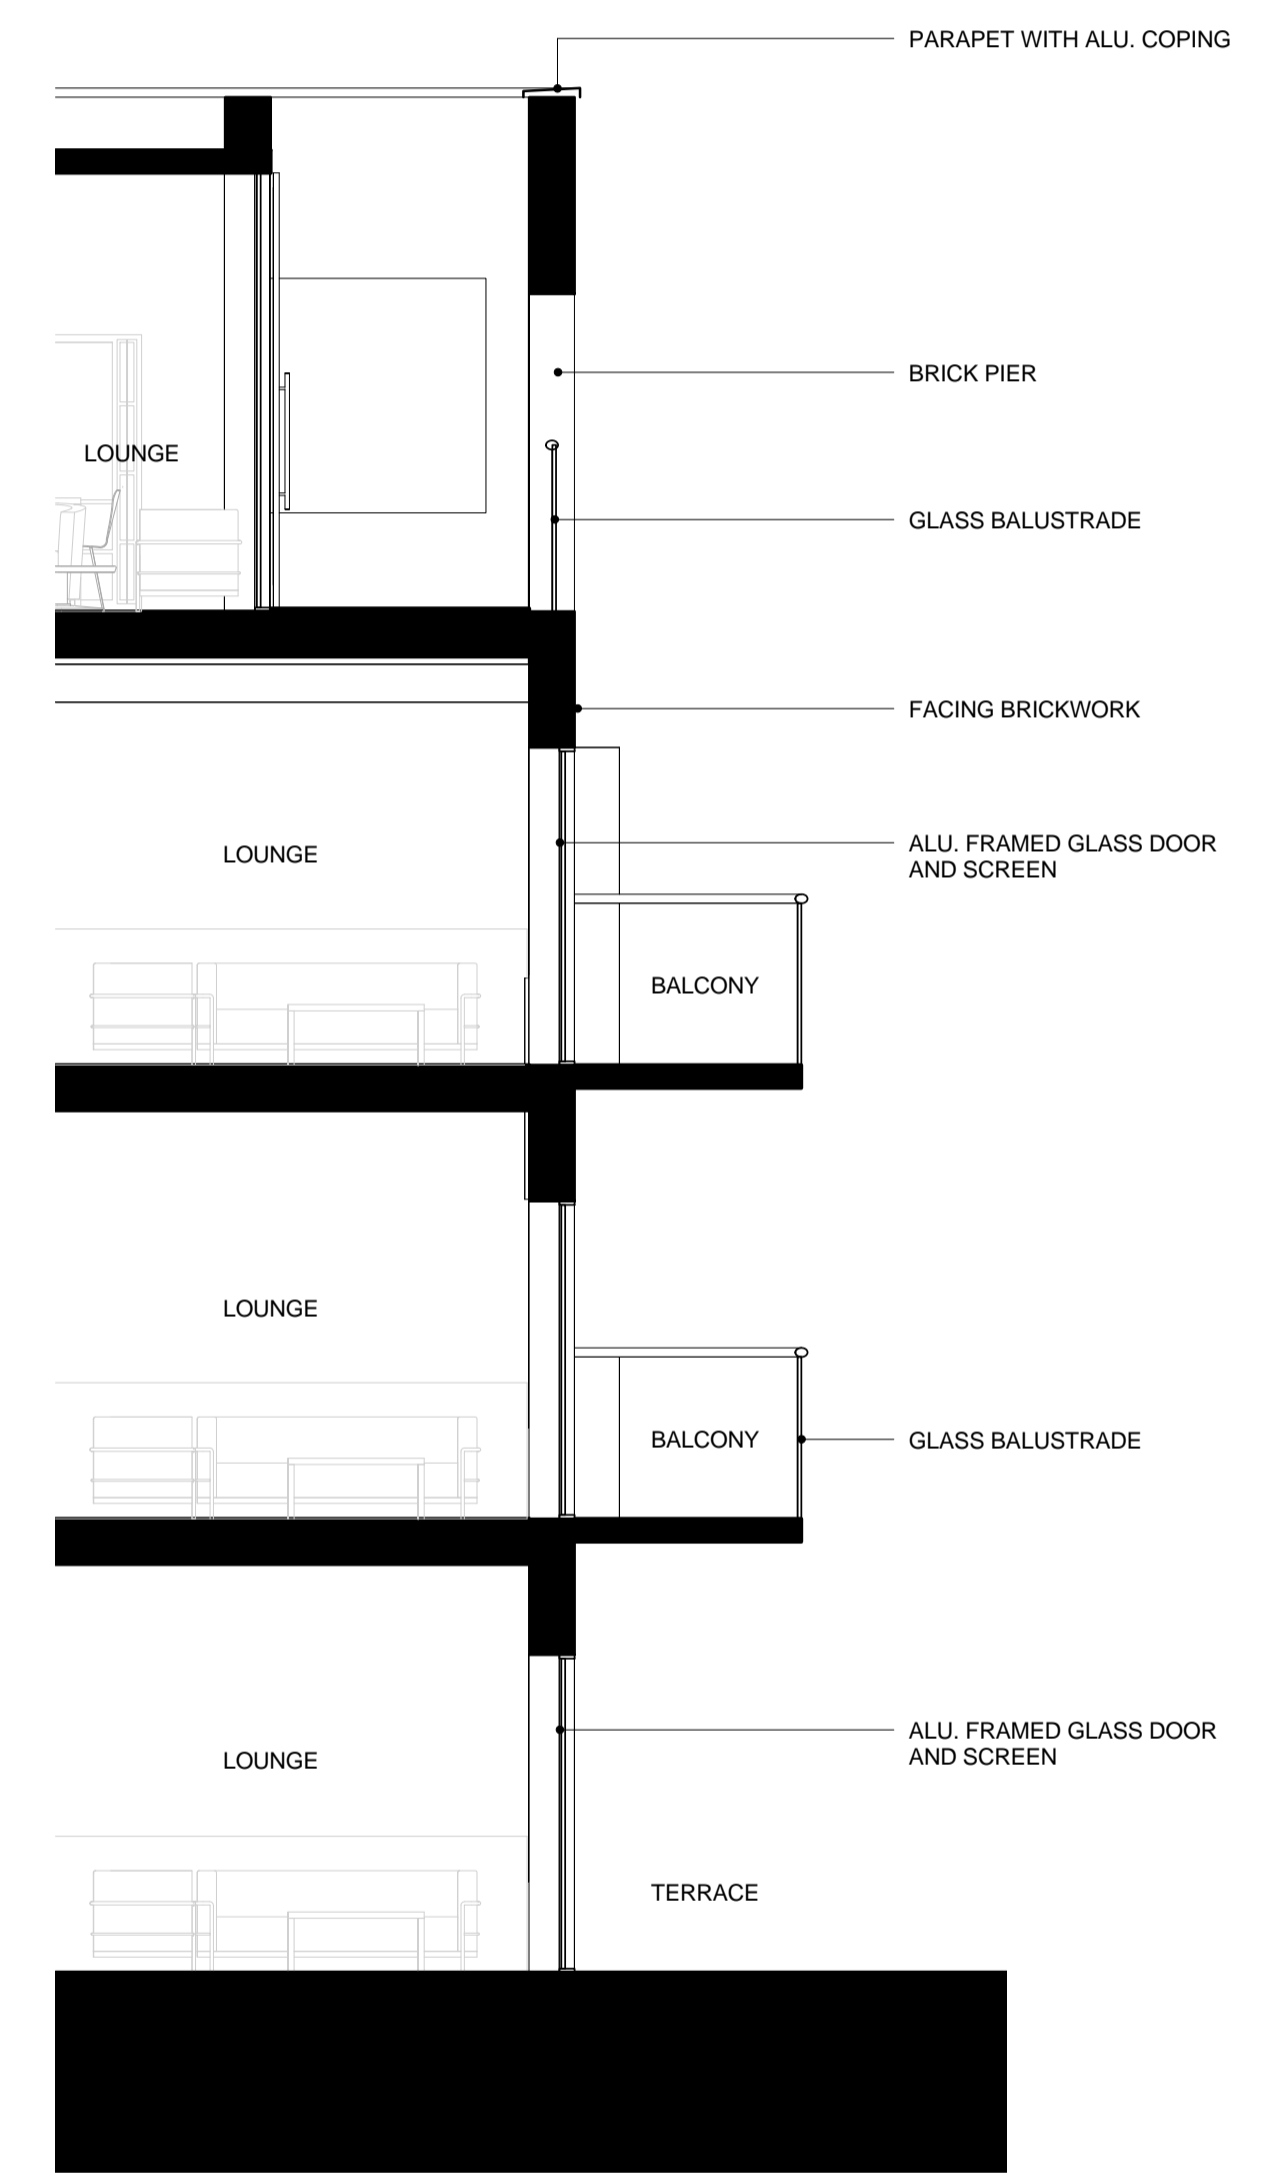 PARAPET WITH ALU. COPING
BRICK PIER
LOUNGE
GLASS BALUSTRADE
FACING BRICKWORK
ALU. FRAMED GLASS DOOR
AND SCREEN
LOUNGE
BALCONY
LOUNGE
BALCONY
GLASS BALUSTRADE
ALU. FRAMED GLASS DOOR
AND SCREEN
LOUNGE
TERRACE